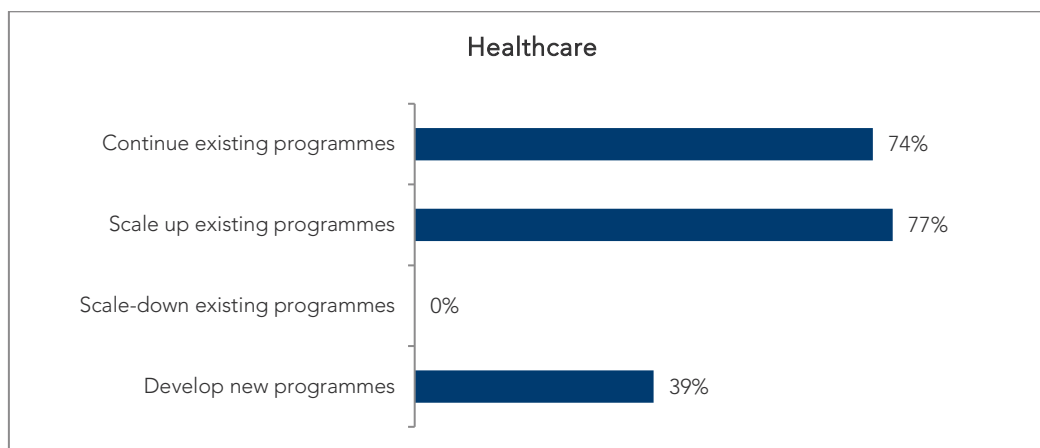 Healthcare
Continue existing programmes 74%
Scale up existing programmes 77%
Scale-down existing programmes 0%
Develop new programmes 39%